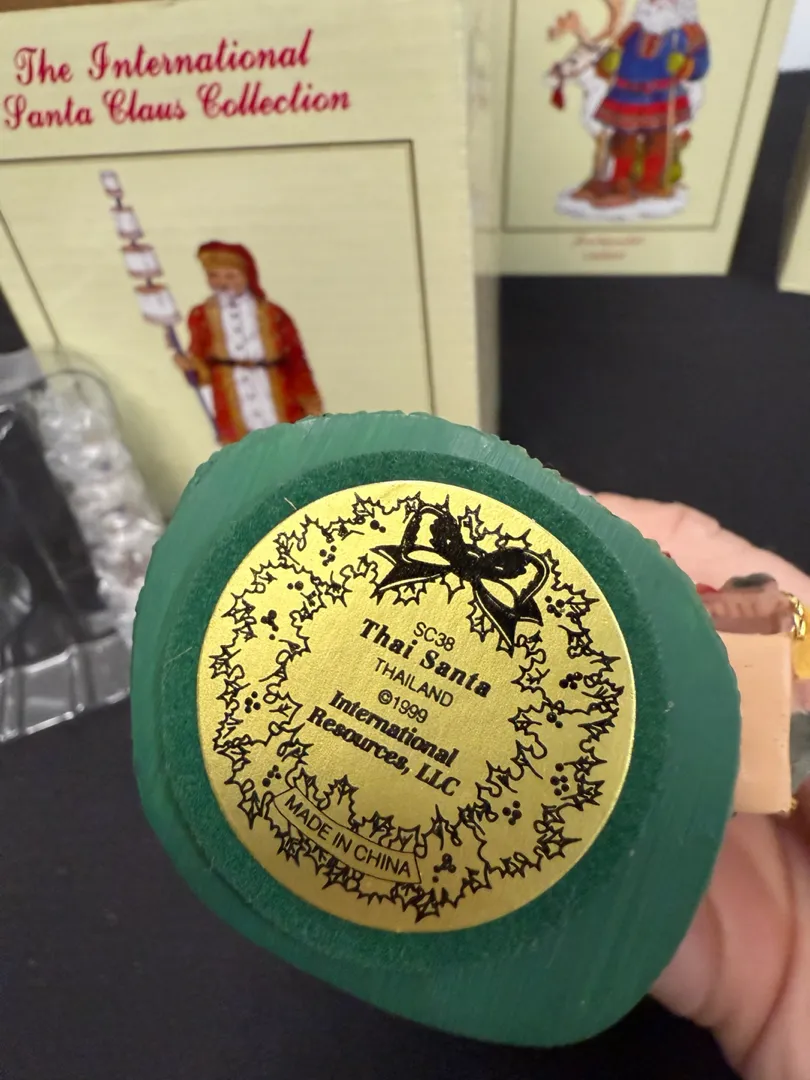 The International
Santa Claus Collection
SC38
Thai Santa
THAILAND
©1999
International
Resources, LLC
MADE IN CHINA